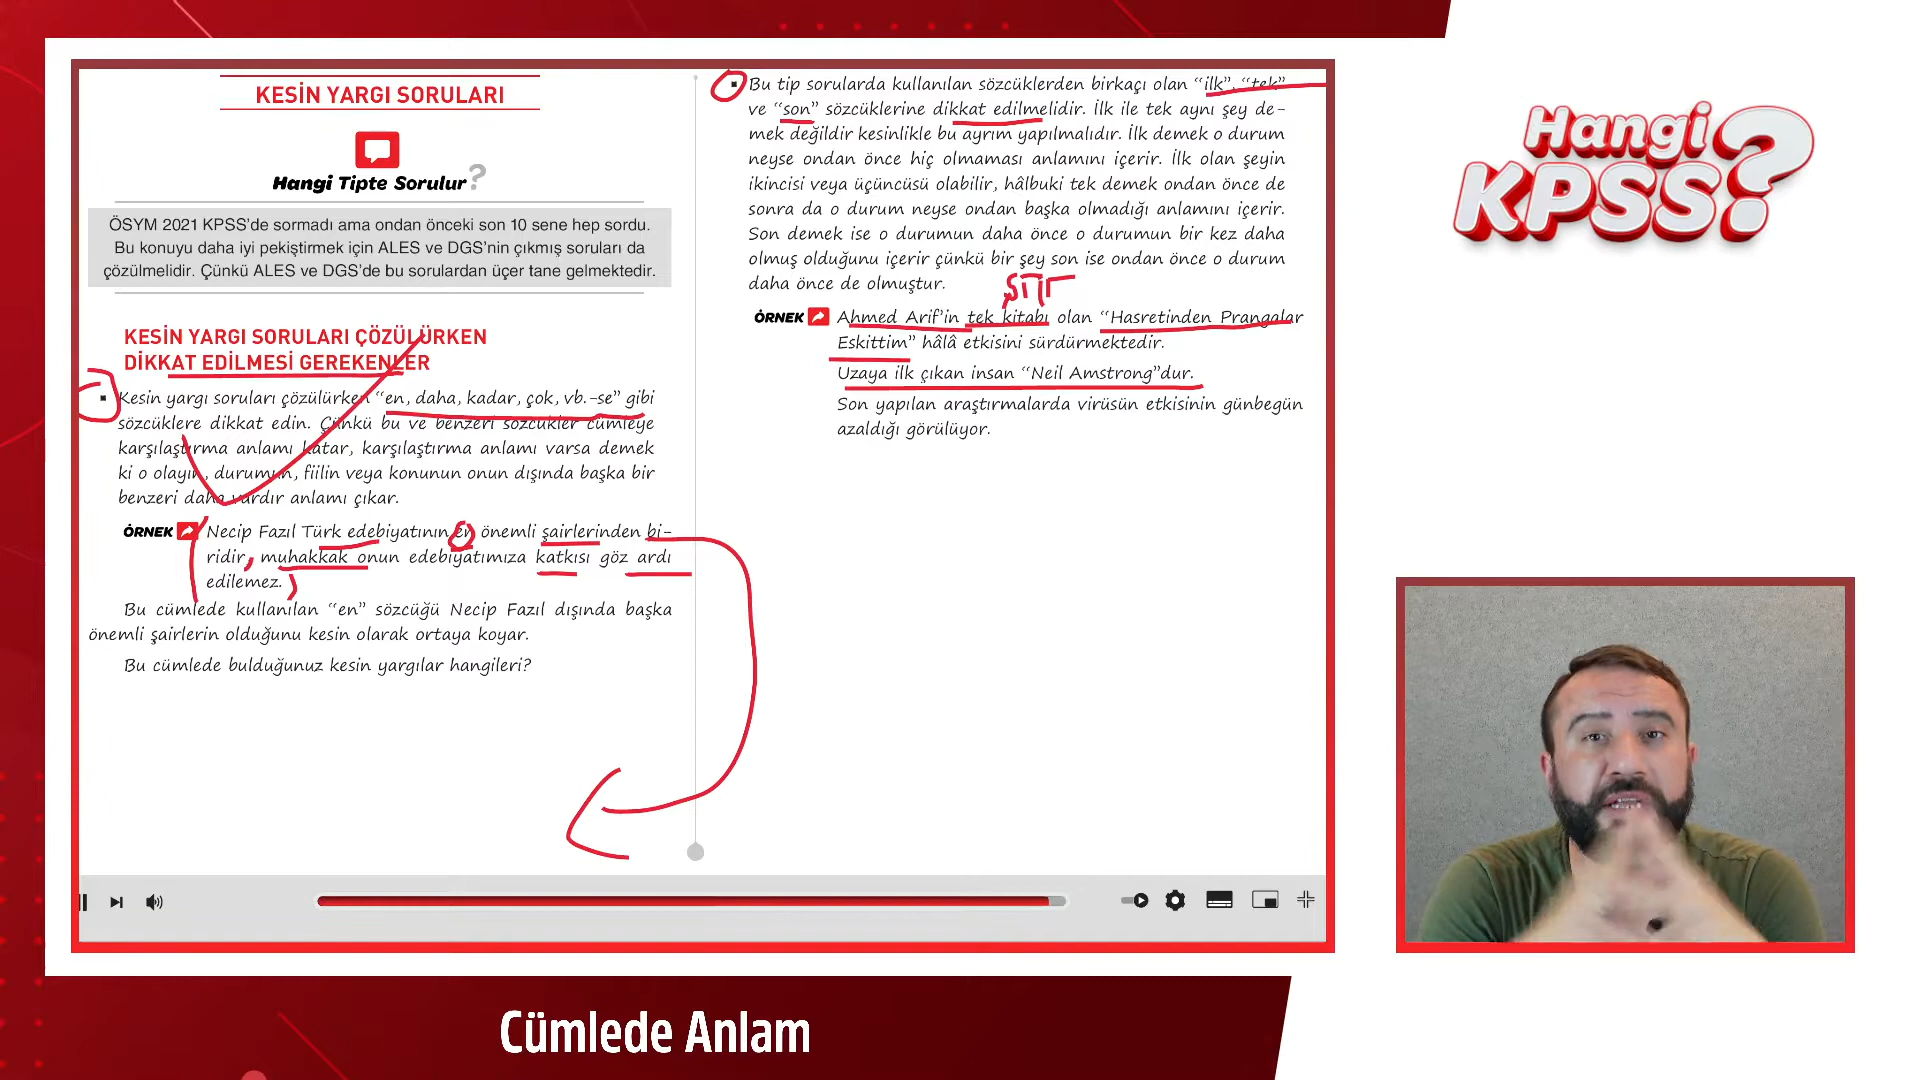 KESİN YARGI SORULARI
Hangi Tipte Sorulur?
ÖSYM 2021 KPSS'de sormadı ama ondan önceki son 10 sene hep sordu.
Bu konuyu daha iyi pekiştirmek için ALES ve DGS'nin çıkmış soruları da
çözülmelidir. Çünkü ALES ve DGS'de bu sorulardan üçer tane gelmektedir.
KESİN YARGI SORULARI ÇÖZÜLÜRKEN
DİKKAT EDİLMESİ GEREKENLER
▪ Kesin yargı soruları çözülürken “en, daha, kadar, çok, vb.-se” gibi
sözcüklere dikkat edin. Çünkü bu ve benzeri sözcükler cümleye
karşılaştırma anlamı katar, karşılaştırma anlamı varsa demek
ki o olayın, durumun, fiilin veya konunun onun dışında başka bir
benzeri daha vardır anlamı çıkar.
ÖRNEK Necip Fazıl Türk edebiyatının en önemli şairlerinden bi-
ridir, muhakkak onun edebiyatımıza katkısı göz ardı
edilemez.
Bu cümlede kullanılan “en” sözcüğü Necip Fazıl dışında başka
önemli şairlerin olduğunu kesin olarak ortaya koyar.
Bu cümlede bulduğunuz kesin yargılar hangileri?
▪ Bu tip sorularda kullanılan sözcüklerden birkaçı olan “ilk”, “tek”
ve “son” sözcüklerine dikkat edilmelidir. İlk ile tek aynı şey de-
mek değildir kesinlikle bu ayrım yapılmalıdır. İlk demek o durum
neyse ondan önce hiç olmaması anlamını içerir. İlk olan şeyin
ikincisi veya üçüncüsü olabilir, hâlbuki tek demek ondan önce de
sonra da o durum neyse ondan başka olmadığı anlamını içerir.
Son demek ise o durumun daha önce o durumun bir kez daha
olmuş olduğunu içerir çünkü bir şey son ise ondan önce o durum
daha önce de olmuştur.
ŞİİR
ÖRNEK Ahmed Arif'in tek kitabı olan “Hasretinden Prangalar
Eskittim” hâlâ etkisini sürdürmektedir.
Uzaya ilk çıkan insan “Neil Amstrong”dur.
Son yapılan araştırmalarda virüsün etkisinin günbegün
azaldığı görülüyor.
Hangi
KPSS?
Cümlede Anlam